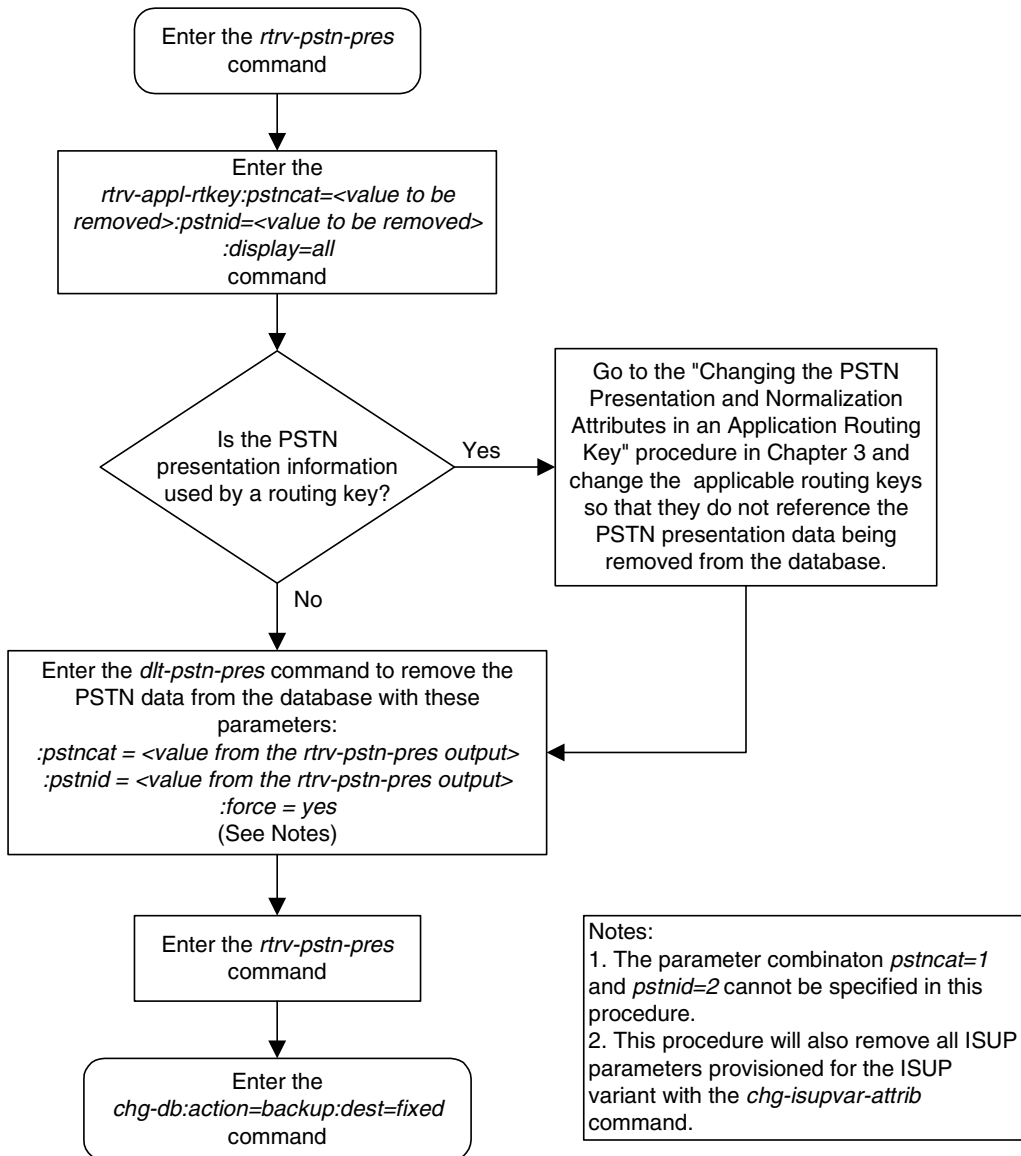 Enter the rtrv-pstn-pres
command
Enter the
rtrv-appl-rtkey:pstncat=<value to be
removed>:pstnid=<value to be removed>
:display=all
command
Is the PSTN
presentation information
used by a routing key?
Yes
Go to the "Changing the PSTN
Presentation and Normalization
Attributes in an Application Routing
Key" procedure in Chapter 3 and
change the  applicable routing keys
so that they do not reference the
PSTN presentation data being
removed from the database.
No
Enter the dlt-pstn-pres command to remove the
PSTN data from the database with these
parameters:
:pstncat = <value from the rtrv-pstn-pres output>
:pstnid = <value from the rtrv-pstn-pres output>
:force = yes
(See Notes)
Enter the rtrv-pstn-pres
command
Enter the
chg-db:action=backup:dest=fixed
command
Notes:
1. The parameter combinaton pstncat=1
and pstnid=2 cannot be specified in this
procedure.
2. This procedure will also remove all ISUP
parameters provisioned for the ISUP
variant with the chg-isupvar-attrib
command.